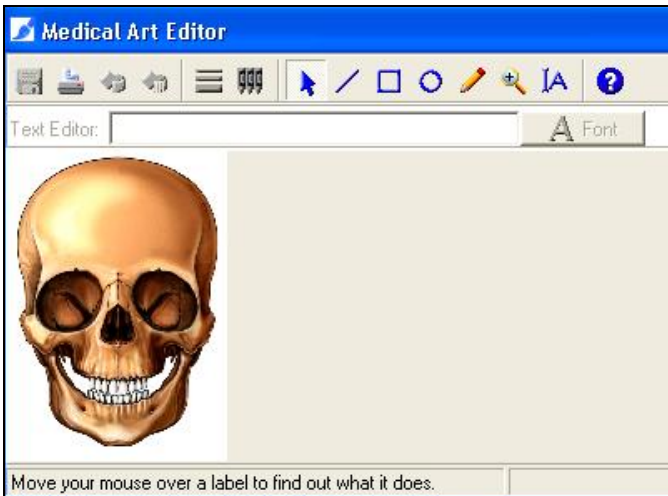 Medical Art Editor
A
?
Text Editor:
A Font
Move your mouse over a label to find out what it does.